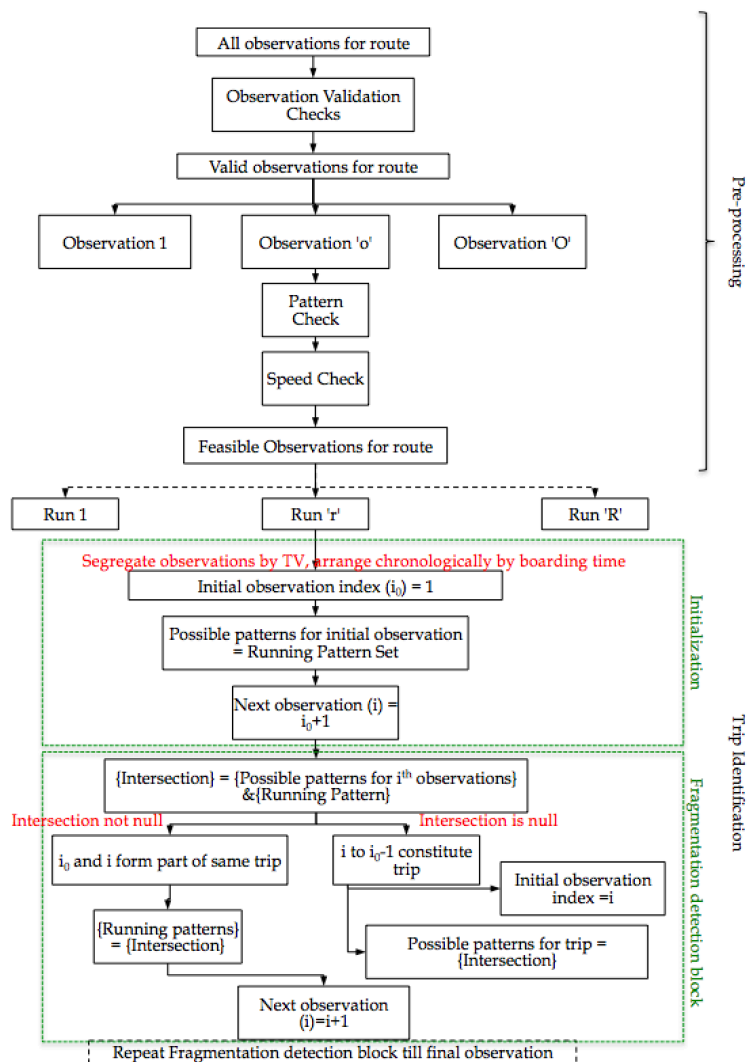 All observations for route
Observation Validation
Checks
Valid observations for route
Observation 1
Observation 'o'
Observation 'O'
Pattern
Check
Speed Check
Feasible Observations for route
Pre-processing
Run 1
Run 'r'
Run 'R'
Segregate observations by TV, arrange chronologically by boarding time
Initial observation index (i₀) = 1
Possible patterns for initial observation
= Running Pattern Set
Next observation (i) =
i₀+1
Initialization
Trip Identification
{Intersection} = {Possible patterns for iᵗʰ observations}
&{Running Pattern}
Intersection not null
Intersection is null
i₀ and i form part of same trip
i to i₀-1 constitute
trip
Initial observation
index =i
{Running patterns}
= {Intersection}
Possible patterns for trip =
{Intersection}
Next observation
(i)=i+1
Fragmentation detection block
Repeat Fragmentation detection block till final observation